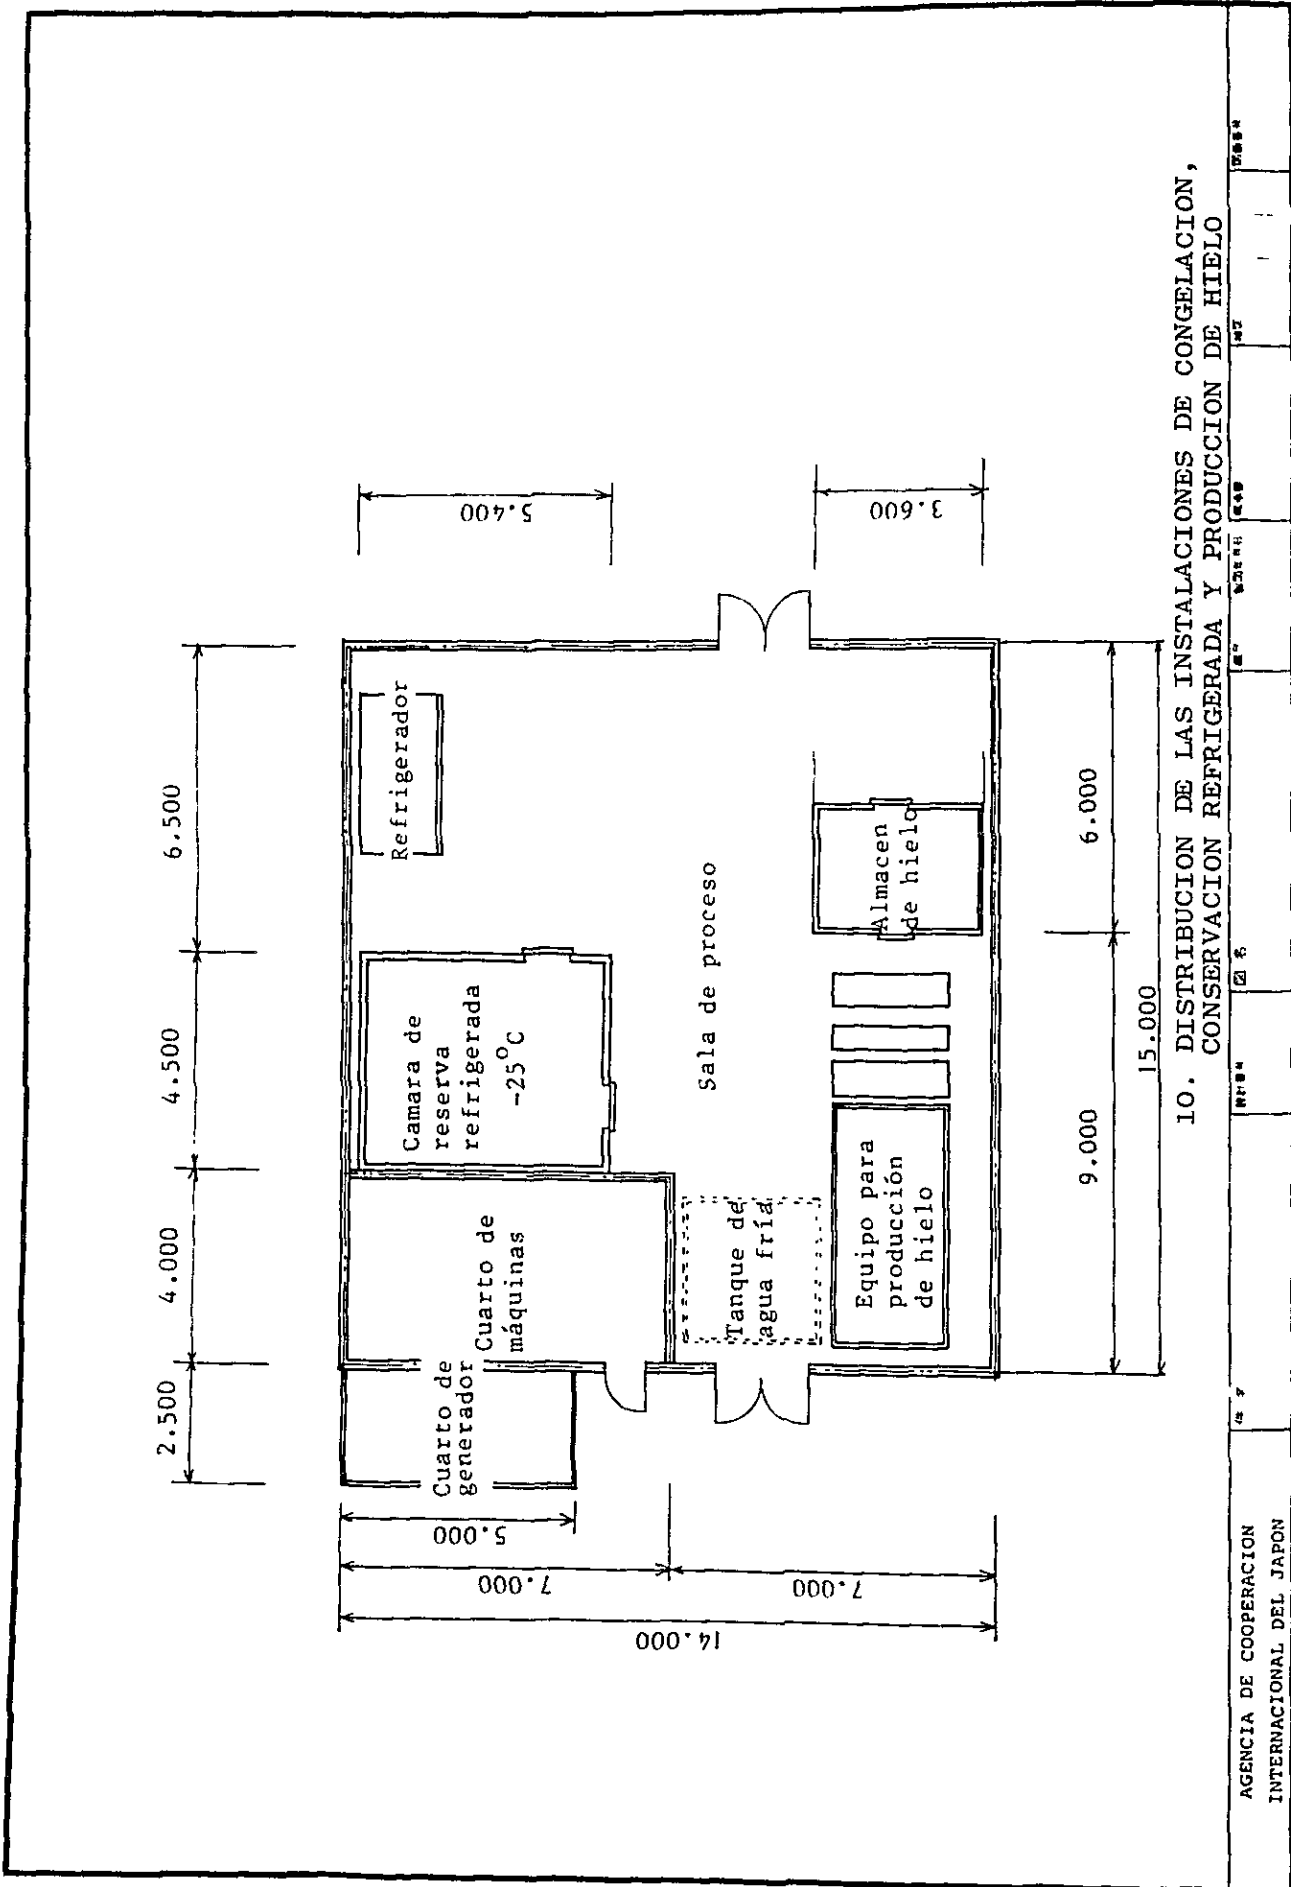 2.500
4.000
4.500
6.500
Cuarto de
generador
Cuarto de
máquinas
Camara de
reserva
refrigerada
-25°C
Refrigerador
5.400
3.600
5.000
7.000
7.000
14.000
Sala de proceso
Tanque de
agua fría
Equipo para
producción
de hielo
Almacen
de hielo
9.000
6.000
15.000
10. DISTRIBUCION DE LAS INSTALACIONES DE CONGELACION,
CONSERVACION REFRIGERADA Y PRODUCCION DE HIELO
AGENCIA DE COOPERACION
INTERNACIONAL DEL JAPON
図名